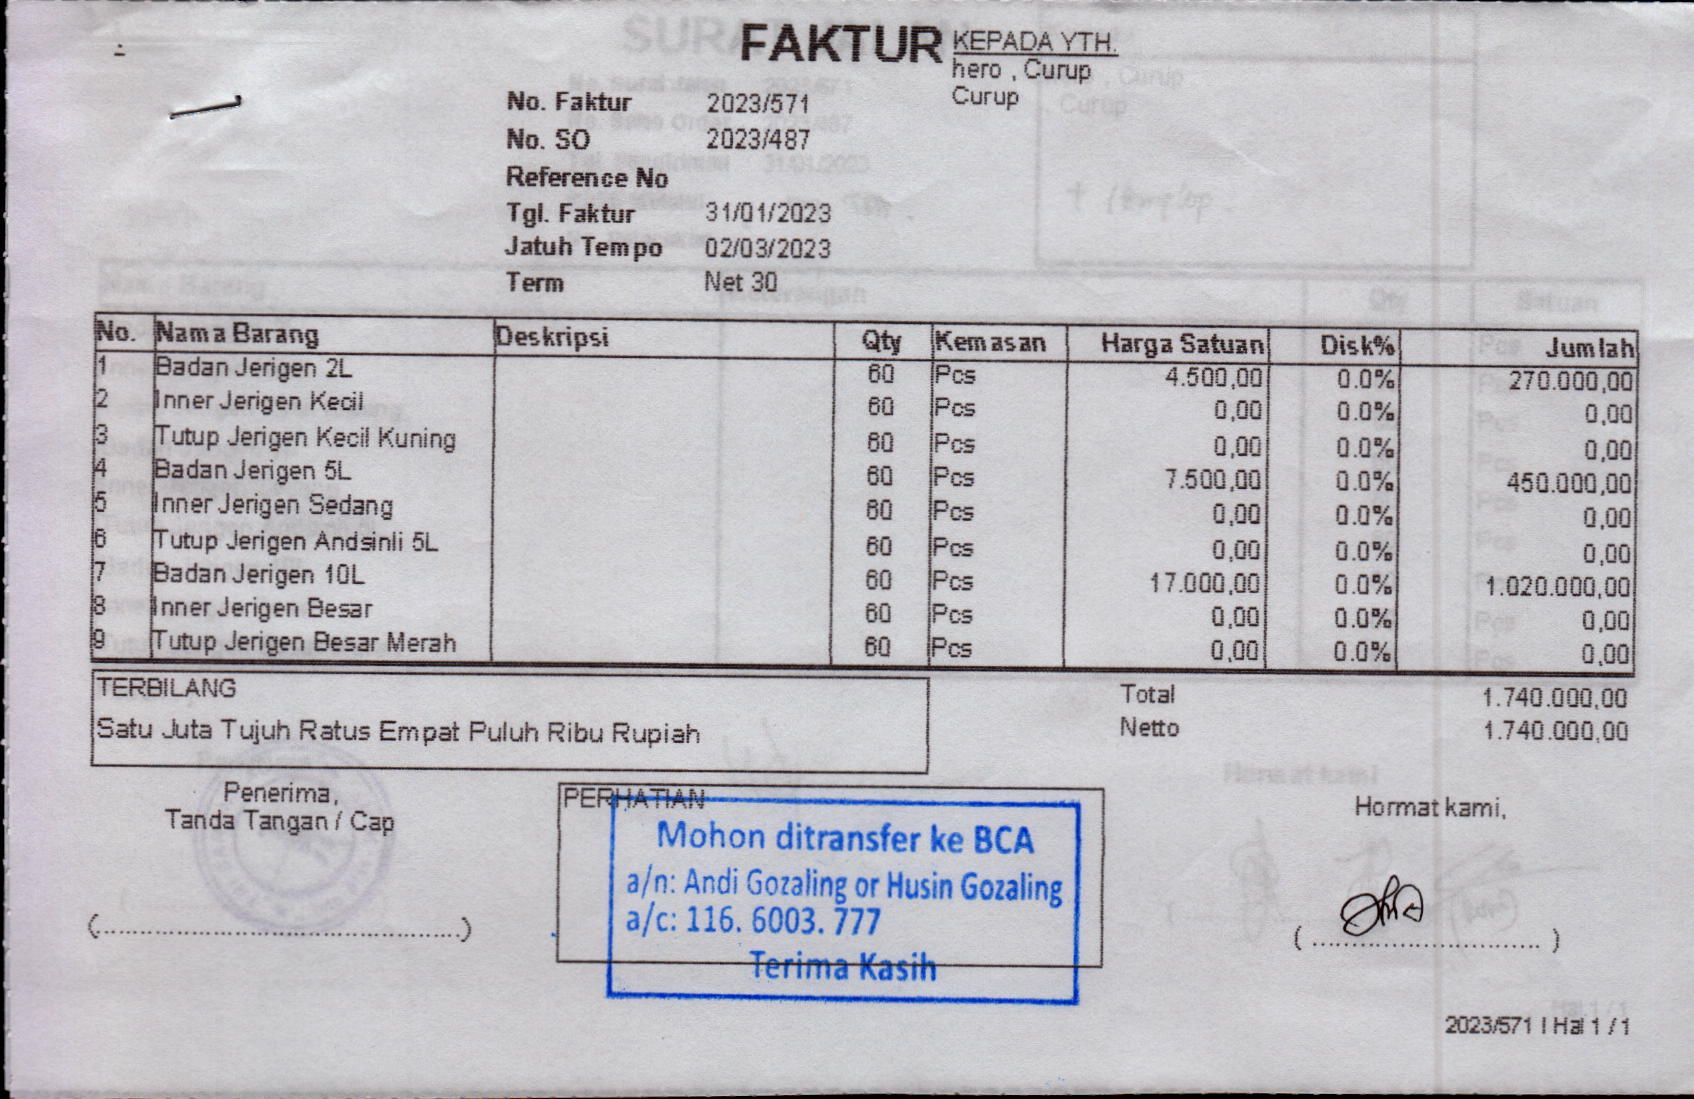 FAKTUR
KEPADA YTH.
hero , Curup
Curup
No. Faktur 2023/571
No. SO 2023/487
Reference No
Tgl. Faktur 31/01/2023
Jatuh Tempo 02/03/2023
Term Net 30
No. Nama Barang Deskripsi Qty Kemasan Harga Satuan Disk% Jumlah
1 Badan Jerigen 2L 60 Pcs 4.500,00 0.0% 270.000,00
2 Inner Jerigen Kecil 60 Pcs 0,00 0.0% 0,00
3 Tutup Jerigen Kecil Kuning 60 Pcs 0,00 0.0% 0,00
4 Badan Jerigen 5L 60 Pcs 7.500,00 0.0% 450.000,00
5 Inner Jerigen Sedang 60 Pcs 0,00 0.0% 0,00
6 Tutup Jerigen Andsinli 5L 60 Pcs 0,00 0.0% 0,00
7 Badan Jerigen 10L 60 Pcs 17.000,00 0.0% 1.020.000,00
8 Inner Jerigen Besar 60 Pcs 0,00 0.0% 0,00
9 Tutup Jerigen Besar Merah 60 Pcs 0,00 0.0% 0,00
TERBILANG
Satu Juta Tujuh Ratus Empat Puluh Ribu Rupiah
Total 1.740.000,00
Netto 1.740.000,00
Penerima,
Tanda Tangan / Cap
PERHATIAN
Mohon ditransfer ke BCA
a/n: Andi Gozaling or Husin Gozaling
a/c: 116. 6003. 777
Terima Kasih
Hormat kami,
2023/571 | Hal 1 / 1